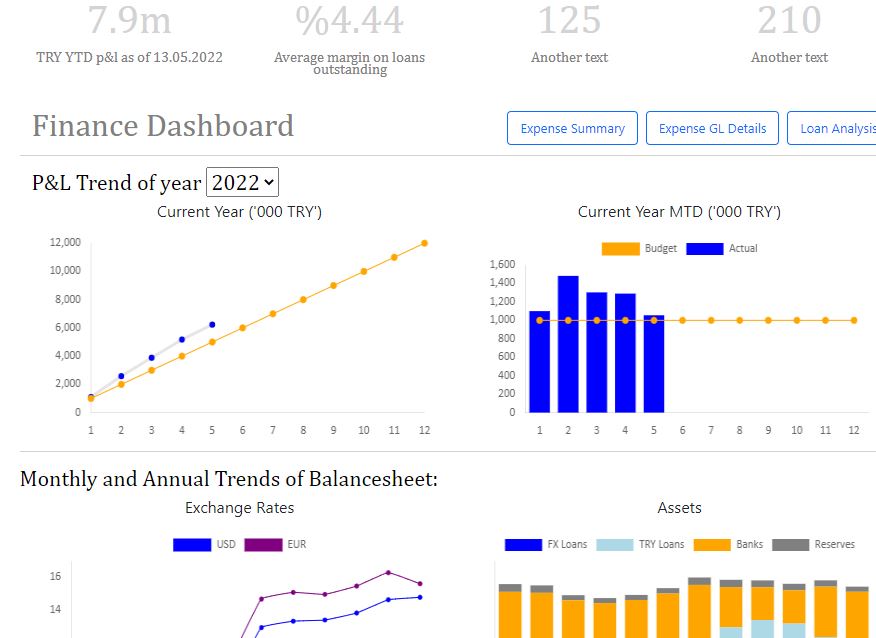 7.9m
%4.44
125
210
TRY YTD p&l as of 13.05.2022
Average margin on loans
outstanding
Another text
Another text
Finance Dashboard
Expense Summary
Expense GL Details
Loan Analysis
P&L Trend of year 2022
Current Year ('000 TRY')
12,000
10,000
8,000
6,000
4,000
2,000
0
1 2 3 4 5 6 7 8 9 10 11 12
Current Year MTD ('000 TRY')
Budget Actual
1,600
1,400
1,200
1,000
800
600
400
200
0
1 2 3 4 5 6 7 8 9 10 11 12
Monthly and Annual Trends of Balancesheet:
Exchange Rates
USD EUR
16
14
Assets
FX Loans TRY Loans Banks Reserves